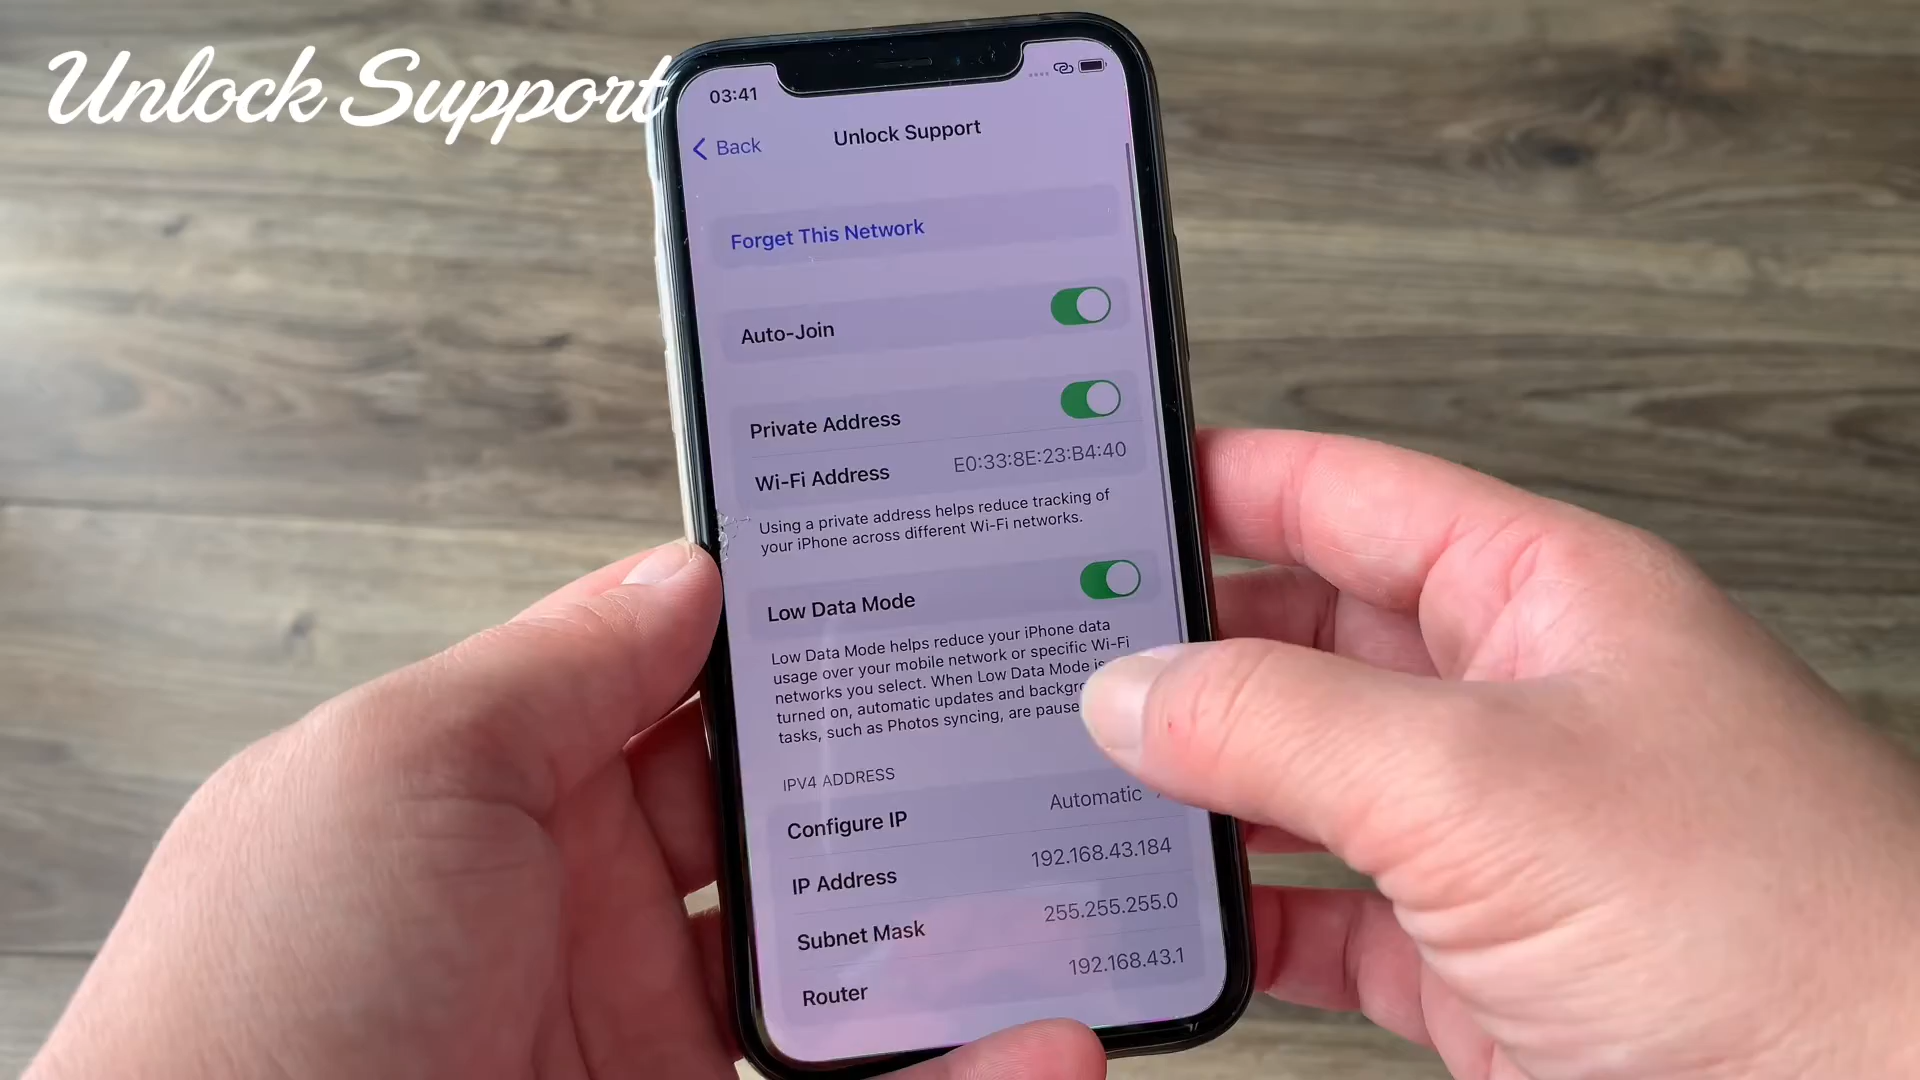 Unlock Support
03:41
Back
Unlock Support
Forget This Network
Auto-Join
Private Address
Wi-Fi Address E0:33:8E:23:B4:40
Using a private address helps reduce tracking of
your iPhone across different Wi-Fi networks.
Low Data Mode
Low Data Mode helps reduce your iPhone data
usage over your mobile network or specific Wi-Fi
networks you select. When Low Data Mode is
turned on, automatic updates and backgr
tasks, such as Photos syncing, are pause
IPV4 ADDRESS
Configure IP Automatic
IP Address 192.168.43.184
Subnet Mask 255.255.255.0
Router 192.168.43.1